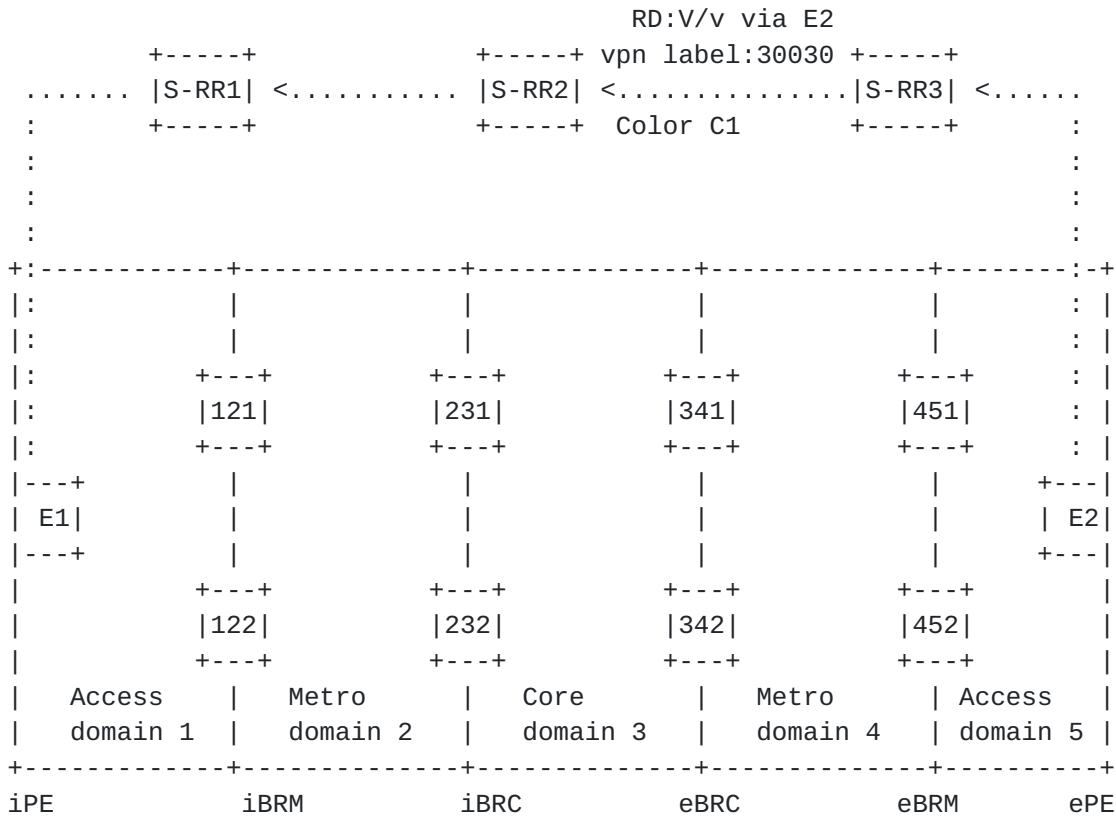 RD:V/v via E2
+-----+ +-----+ vpn label:30030 +-----+
....... |S-RR1| <........... |S-RR2| <...............|S-RR3| <......
: +-----+ +-----+ Color C1 +-----+ :
: :
: :
: :
+:------------+--------------+--------------+--------------+--------:-+
|: | | | | : |
|: | | | | : |
|: +---+ +---+ +---+ +---+ : |
|: |121| |231| |341| |451| : |
|: +---+ +---+ +---+ +---+ : |
|---+ | | | | +---|
| E1| | | | | | E2|
|---+ | | | | +---|
| +---+ +---+ +---+ +---+ |
| |122| |232| |342| |452| |
| +---+ +---+ +---+ +---+ |
| Access | Metro | Core | Metro | Access |
| domain 1 | domain 2 | domain 3 | domain 4 | domain 5 |
+-------------+--------------+--------------+--------------+----------+
iPE iBRM iBRC eBRC eBRM ePE